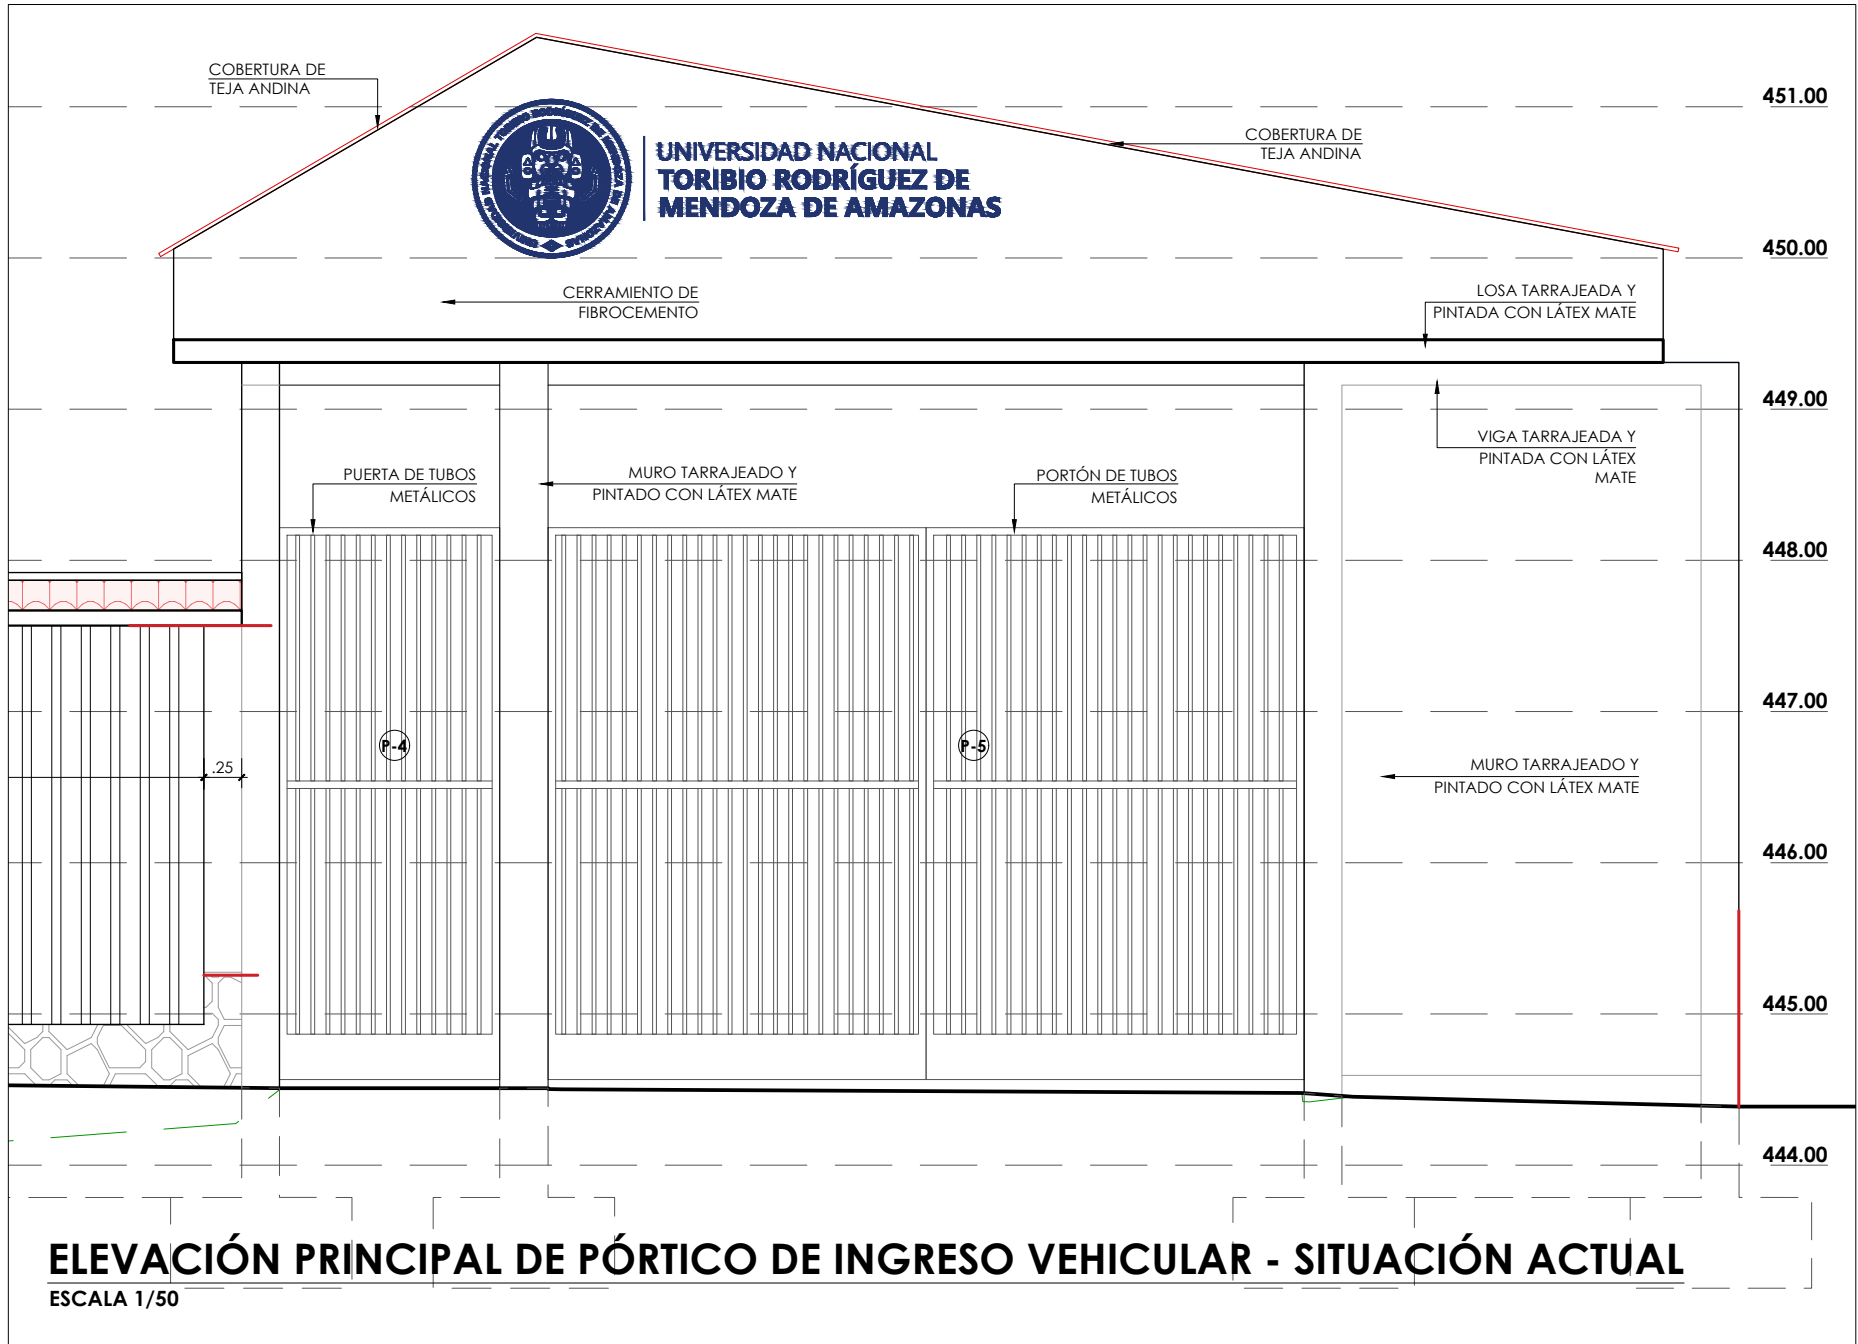 COBERTURA DE
TEJA ANDINA
451.00
COBERTURA DE
TEJA ANDINA
UNIVERSIDAD NACIONAL
TORIBIO RODRÍGUEZ DE
MENDOZA DE AMAZONAS
450.00
CERRAMIENTO DE
FIBROCEMENTO
LOSA TARRAJEADA Y
PINTADA CON LÁTEX MATE
449.00
VIGA TARRAJEADA Y
PINTADA CON LÁTEX
MATE
PUERTA DE TUBOS
METÁLICOS
MURO TARRAJEADO Y
PINTADO CON LÁTEX MATE
PORTÓN DE TUBOS
METÁLICOS
448.00
447.00
P-4
P-5
.25
MURO TARRAJEADO Y
PINTADO CON LÁTEX MATE
446.00
445.00
444.00
ELEVACIÓN PRINCIPAL DE PÓRTICO DE INGRESO VEHICULAR - SITUACIÓN ACTUAL
ESCALA 1/50